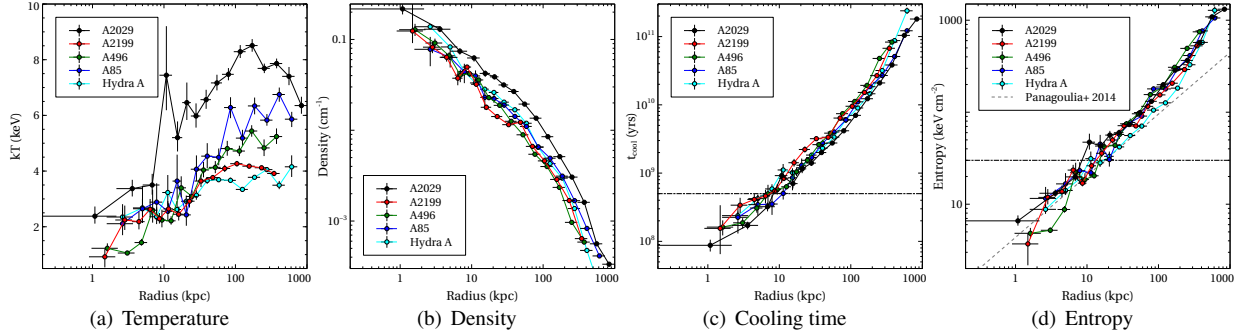 10
8
6
4
2
kT (keV)
A2029
A2199
A496
A85
Hydra A
1
10
100
1000
Radius (kpc)
(a) Temperature
0.1
10⁻³
Density (cm⁻¹)
A2029
A2199
A496
A85
Hydra A
1
10
100
1000
Radius (kpc)
(b) Density
10¹¹
10¹⁰
10⁹
10⁸
t_cool (yrs)
A2029
A2199
A496
A85
Hydra A
1
10
100
1000
Radius (kpc)
(c) Cooling time
1000
100
10
Entropy (keV cm⁻²)
A2029
A2199
A496
A85
Hydra A
Panagoulia+ 2014
1
10
100
1000
Radius (kpc)
(d) Entropy